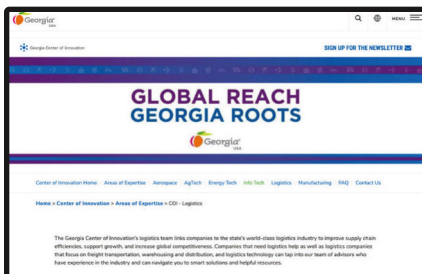 Georgia
USA
MENU
Georgia Center of Innovation
SIGN UP FOR THE NEWSLETTER
GLOBAL REACH
GEORGIA ROOTS
Georgia
USA
Center of Innovation Home Areas of Expertise Aerospace AgTech Energy Tech Info Tech Logistics Manufacturing FAQ Contact Us
Home > Center of Innovation > Areas of Expertise > COI - Logistics
The Georgia Center of Innovation's logistics team links companies to the state's world-class logistics industry to improve supply chain
efficiencies, support growth, and increase global competitiveness. Companies that need logistics help as well as logistics companies
that focus on freight transportation, warehousing and distribution, and logistics technology can tap into our team of advisors who
have experience in the industry and can navigate you to smart solutions and helpful resources.